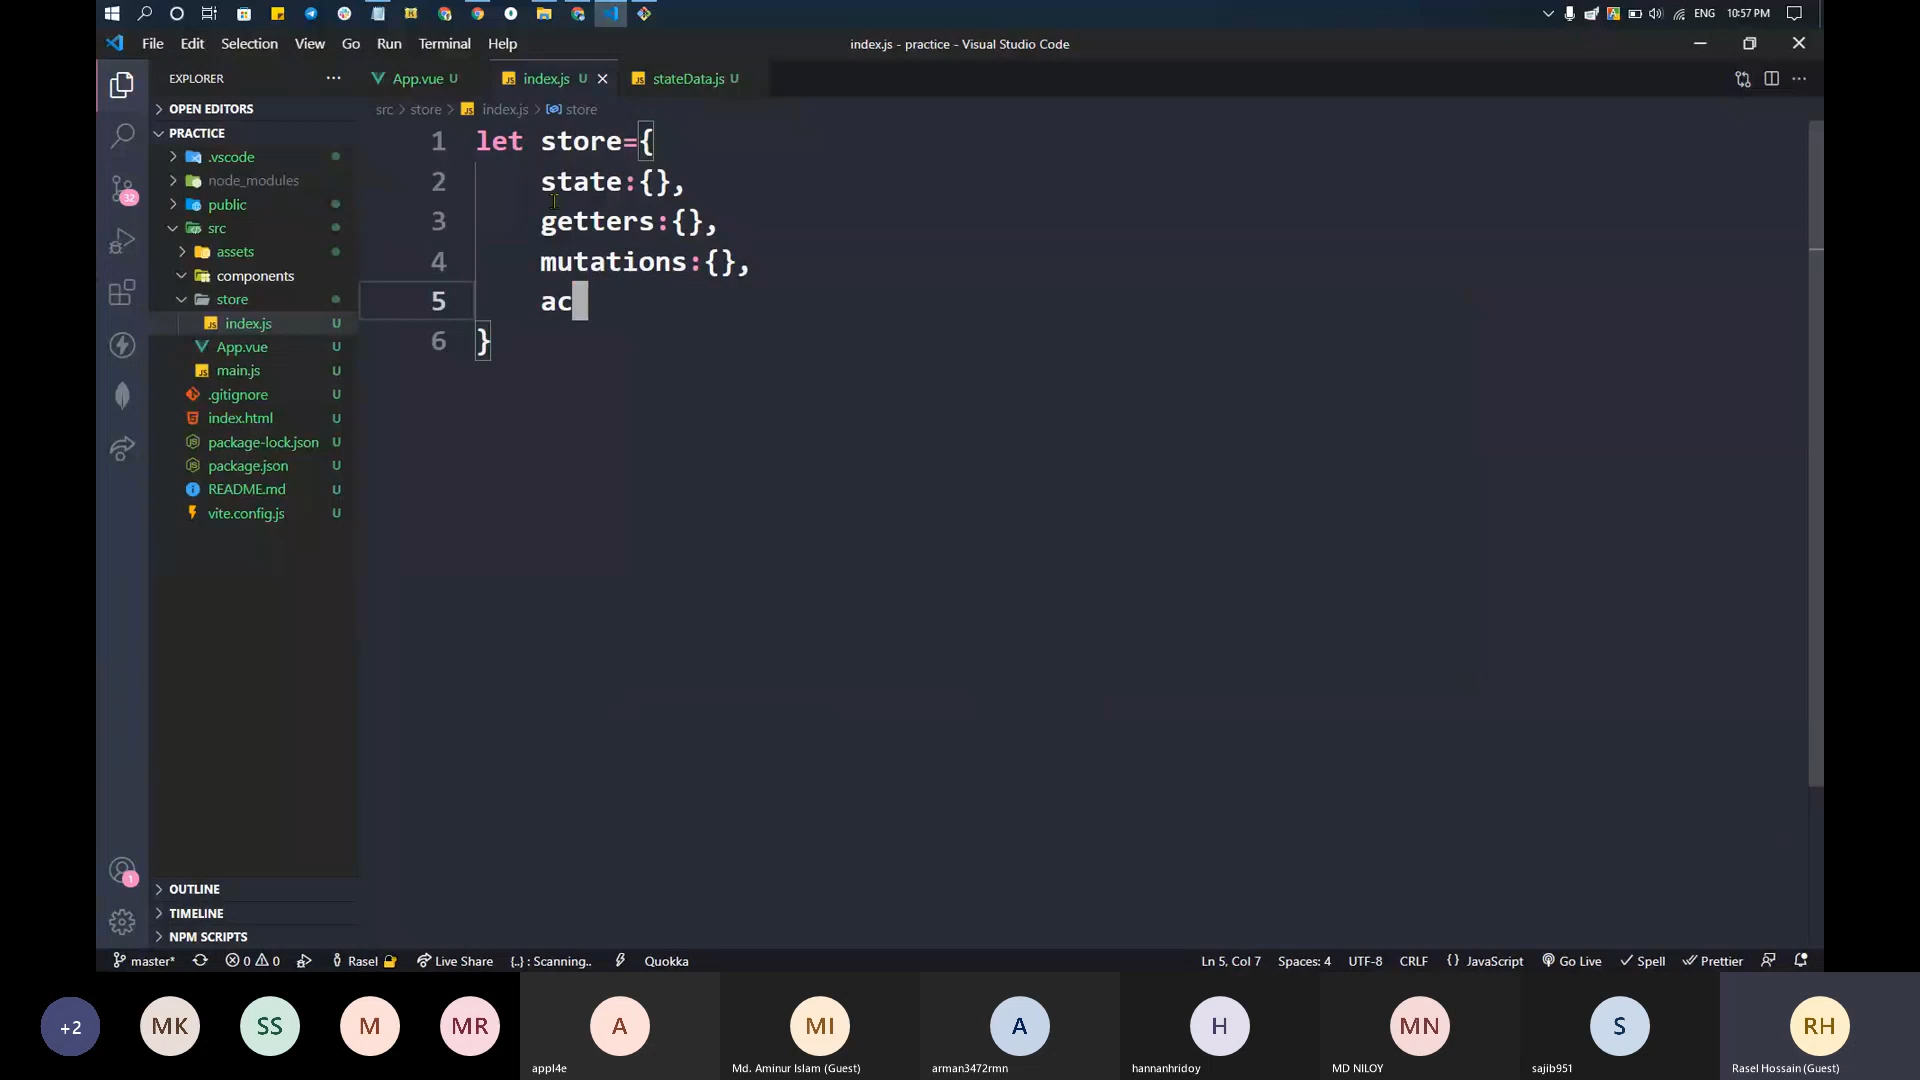 ENG
10:57 PM
File Edit Selection View Go Run Terminal Help
index.js - practice - Visual Studio Code
EXPLORER
App.vue U
index.js U
stateData.js U
src > store > index.js > store
OPEN EDITORS
PRACTICE
.vscode
node_modules
public
src
assets
components
store
index.js U
App.vue U
main.js U
.gitignore U
index.html U
package-lock.json U
package.json U
README.md U
vite.config.js U
32
1 let store={
2 state:{},
3 getters:{},
4 mutations:{},
5 ac
6 }
1
OUTLINE
TIMELINE
NPM SCRIPTS
master* 0 0 Rasel Live Share {..} : Scanning.. Quokka
Ln 5, Col 7 Spaces: 4 UTF-8 CRLF {} JavaScript Go Live Spell Prettier
+2 MK SS M MR A MI A H MN S RH
appl4e
Md. Aminur Islam (Guest)
arman3472rmn
hannanhridoy
MD NILOY
sajib951
Rasel Hossain (Guest)